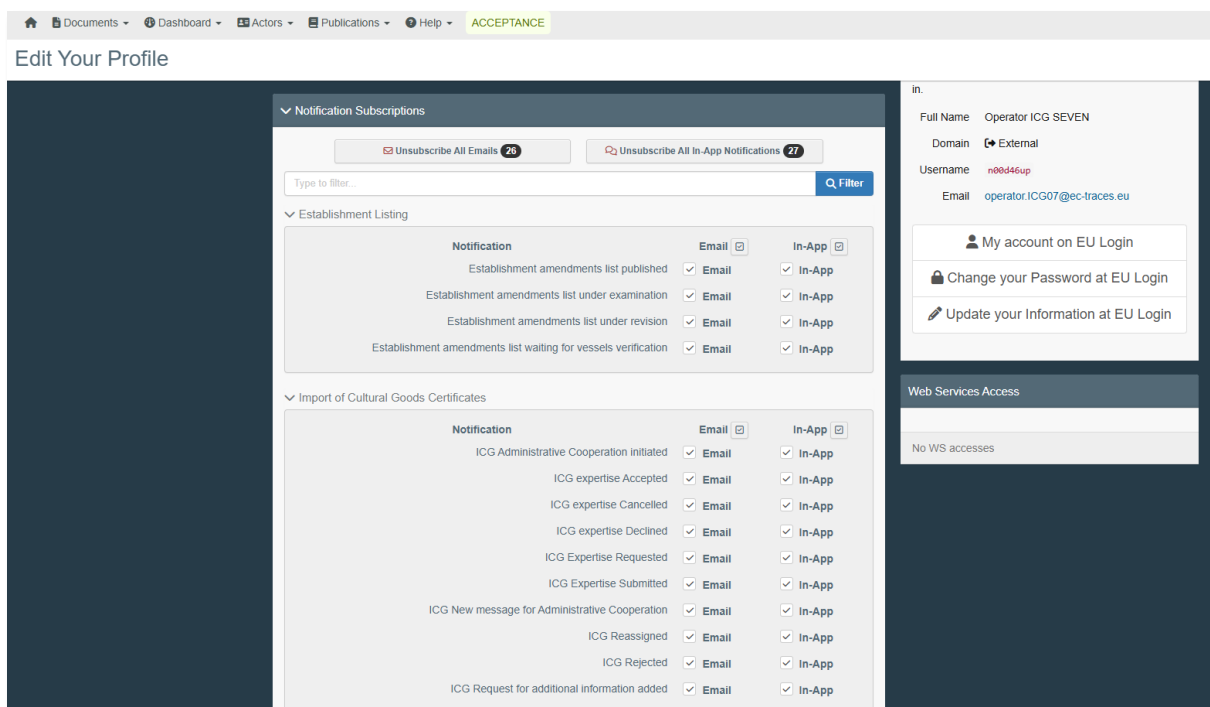 Documents Dashboard Actors Publications Help ACCEPTANCE
Edit Your Profile
Notification Subscriptions
Unsubscribe All Emails 26 Unsubscribe All In-App Notifications 27
Type to filter... Filter
Establishment Listing
Notification Email In-App
Establishment amendments list published Email In-App
Establishment amendments list under examination Email In-App
Establishment amendments list under revision Email In-App
Establishment amendments list waiting for vessels verification Email In-App
Import of Cultural Goods Certificates
Notification Email In-App
ICG Administrative Cooperation initiated Email In-App
ICG expertise Accepted Email In-App
ICG expertise Cancelled Email In-App
ICG expertise Declined Email In-App
ICG Expertise Requested Email In-App
ICG Expertise Submitted Email In-App
ICG New message for Administrative Cooperation Email In-App
ICG Reassigned Email In-App
ICG Rejected Email In-App
ICG Request for additional information added Email In-App
in.
Full Name Operator ICG SEVEN
Domain External
Username n00d46up
Email operator.ICG07@ec-traces.eu
My account on EU Login
Change your Password at EU Login
Update your Information at EU Login
Web Services Access
No WS accesses